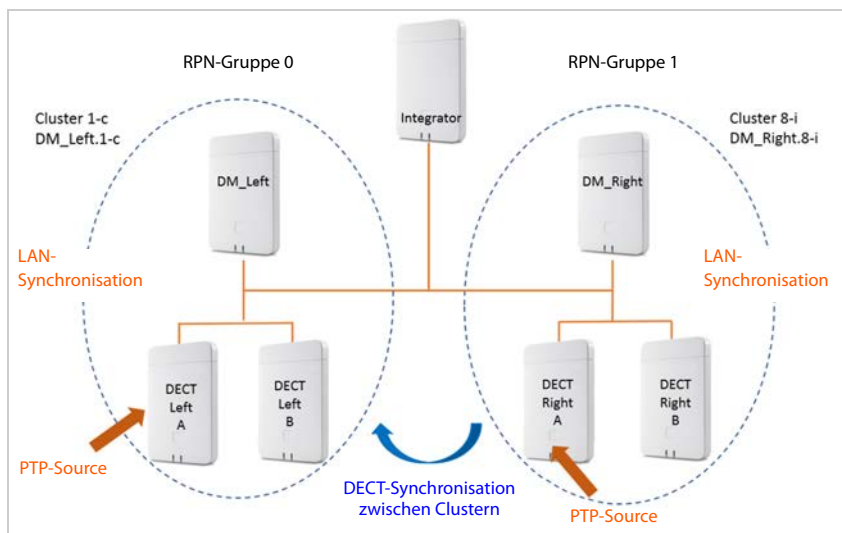 RPN-Gruppe 0
RPN-Gruppe 1
Cluster 1-c
DM_Left.1-c
Integrator
Cluster 8-i
DM_Right.8-i
DM_Left
DM_Right
LAN-
Synchronisation
LAN-
Synchronisation
DECT
Left
A
DECT
Left
B
DECT
Right
A
DECT
Right
B
PTP-Source
DECT-Synchronisation
zwischen Clustern
PTP-Source